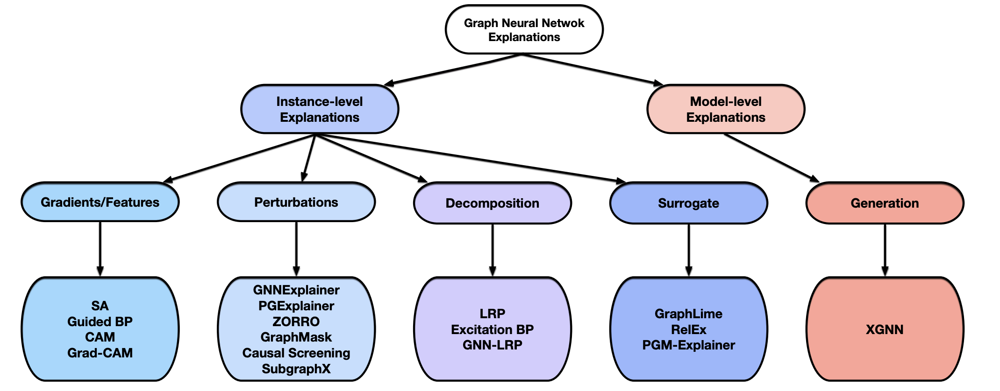 Graph Neural Netwok
Explanations
Instance-level
Explanations
Model-level
Explanations
Gradients/Features
Perturbations
Decomposition
Surrogate
Generation
SA
Guided BP
CAM
Grad-CAM
GNNExplainer
PGExplainer
ZORRO
GraphMask
Causal Screening
SubgraphX
LRP
Excitation BP
GNN-LRP
GraphLime
RelEx
PGM-Explainer
XGNN